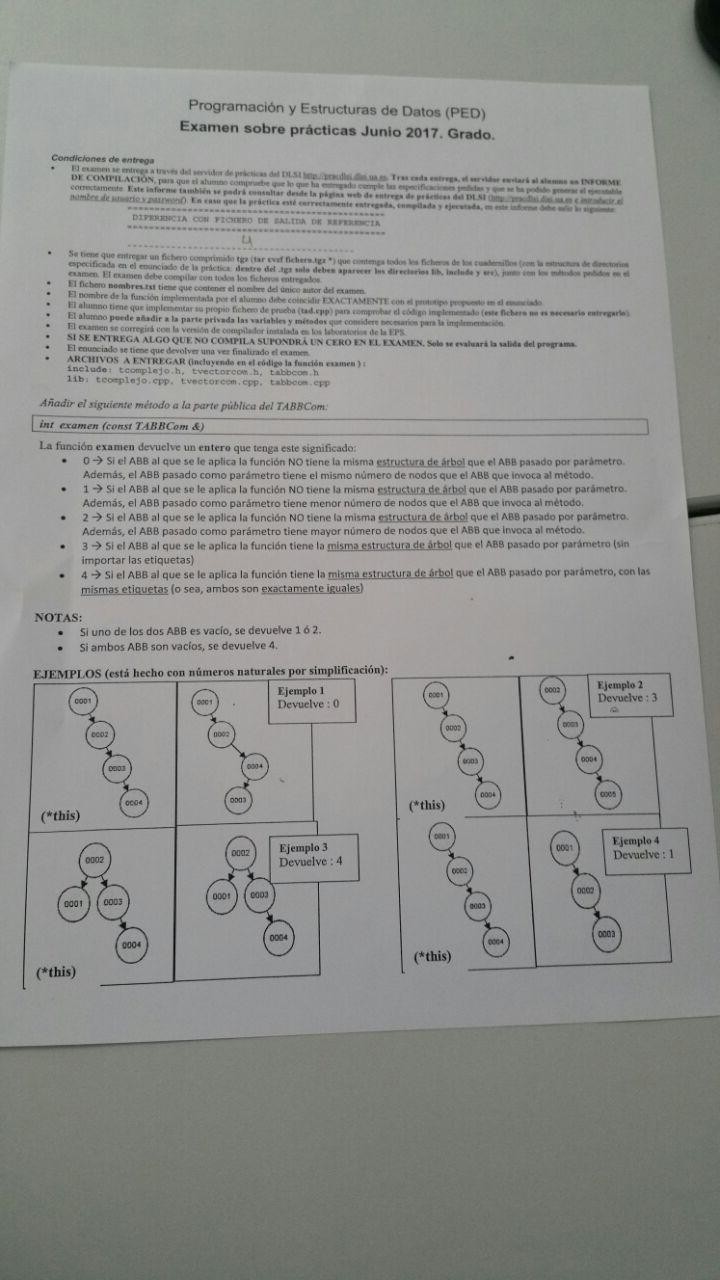 Programación y Estructuras de Datos (PED)
Examen sobre prácticas Junio 2017. Grado.
Condiciones de entrega
• El examen se entrega a través del servidor de prácticas del DLSI http://pracdlsi.dlsi.ua.es. Tras cada entrega, el servidor enviará al alumno un INFORME
DE COMPILACIÓN, para que el alumno compruebe que lo que ha entregado cumple las especificaciones pedidas y que se ha podido generar el ejecutable
correctamente. Este informe también se podrá consultar desde la página web de entrega de prácticas del DLSI (http://pracdlsi.dlsi.ua.es e introducir el
nombre de usuario y password). En caso que la práctica esté correctamente entregada, compilada y ejecutada, en este informe debe salir lo siguiente:
====================================
DIFERENCIA CON FICHERO DE SALIDA DE REFERENCIA
====================================
------------------------------------
• Se tiene que entregar un fichero comprimido tgz (tar cvzf fichero.tgz *) que contenga todos los ficheros de los cuadernillos (con la estructura de directorios
especificada en el enunciado de la práctica: dentro del .tgz solo deben aparecer los directorios lib, include y src), junto con los métodos pedidos en el
examen. El examen debe compilar con todos los ficheros entregados.
• El fichero nombres.txt tiene que contener el nombre del único autor del examen.
• El nombre de la función implementada por el alumno debe coincidir EXACTAMENTE con el prototipo propuesto en el enunciado.
• El alumno tiene que implementar su propio fichero de prueba (tad.cpp) para comprobar el código implementado (este fichero no es necesario entregarlo).
• El alumno puede añadir a la parte privada las variables y métodos que considere necesarios para la implementación.
• El examen se corregirá con la versión de compilador instalada en los laboratorios de la EPS.
• SI SE ENTREGA ALGO QUE NO COMPILA SUPONDRÁ UN CERO EN EL EXAMEN. Solo se evaluará la salida del programa.
• El enunciado se tiene que devolver una vez finalizado el examen.
• ARCHIVOS A ENTREGAR (incluyendo en el código la función examen ) :
include: tcomplejo.h, tvectorcom.h, tabbcom.h
lib: tcomplejo.cpp, tvectorcom.cpp, tabbcom.cpp
Añadir el siguiente método a la parte pública del TABBCom:
int examen (const TABBCom &)
La función examen devuelve un entero que tenga este significado:
• 0 → Si el ABB al que se le aplica la función NO tiene la misma estructura de árbol que el ABB pasado por parámetro.
Además, el ABB pasado como parámetro tiene el mismo número de nodos que el ABB que invoca al método.
• 1 → Si el ABB al que se le aplica la función NO tiene la misma estructura de árbol que el ABB pasado por parámetro.
Además, el ABB pasado como parámetro tiene menor número de nodos que el ABB que invoca al método.
• 2 → Si el ABB al que se le aplica la función NO tiene la misma estructura de árbol que el ABB pasado por parámetro.
Además, el ABB pasado como parámetro tiene mayor número de nodos que el ABB que invoca al método.
• 3 → Si el ABB al que se le aplica la función tiene la misma estructura de árbol que el ABB pasado por parámetro (sin
importar las etiquetas)
• 4 → Si el ABB al que se le aplica la función tiene la misma estructura de árbol que el ABB pasado por parámetro, con las
mismas etiquetas (o sea, ambos son exactamente iguales)
NOTAS:
• Si uno de los dos ABB es vacío, se devuelve 1 ó 2.
• Si ambos ABB son vacíos, se devuelve 4.
EJEMPLOS (está hecho con números naturales por simplificación):
0001
0002
0003
0004
(*this)
0001
0002
0004
0003
Ejemplo 1
Devuelve : 0
0001
0002
0003
0004
(*this)
0002
0003
0004
0005
Ejemplo 2
Devuelve : 3
0002
0001 0003
0004
(*this)
0002
0001 0003
0004
Ejemplo 3
Devuelve : 4
0001
0002
0003
0004
(*this)
0001
0002
0003
Ejemplo 4
Devuelve : 1